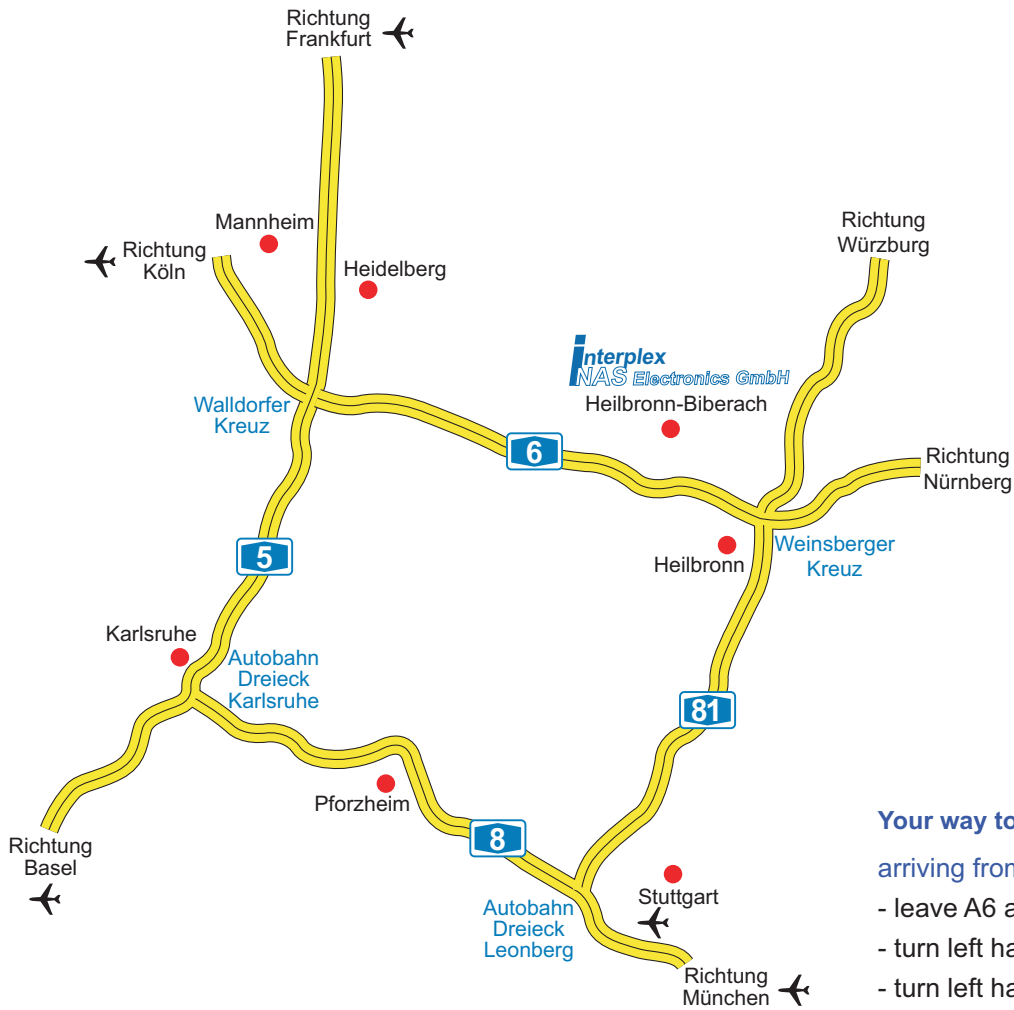 Richtung
Frankfurt
Mannheim
Richtung
Köln
Heidelberg
Richtung
Würzburg
interplex
NAS Electronics GmbH
Heilbronn-Biberach
Walldorfer
Kreuz
6
Richtung
Nürnberg
5
Heilbronn
Weinsberger
Kreuz
Karlsruhe
Autobahn
Dreieck
Karlsruhe
81
Pforzheim
8
Richtung
Basel
Stuttgart
Autobahn
Dreieck
Leonberg
Richtung
München
Your way to
arriving from
- leave A6 a
- turn left ha
- turn left ha